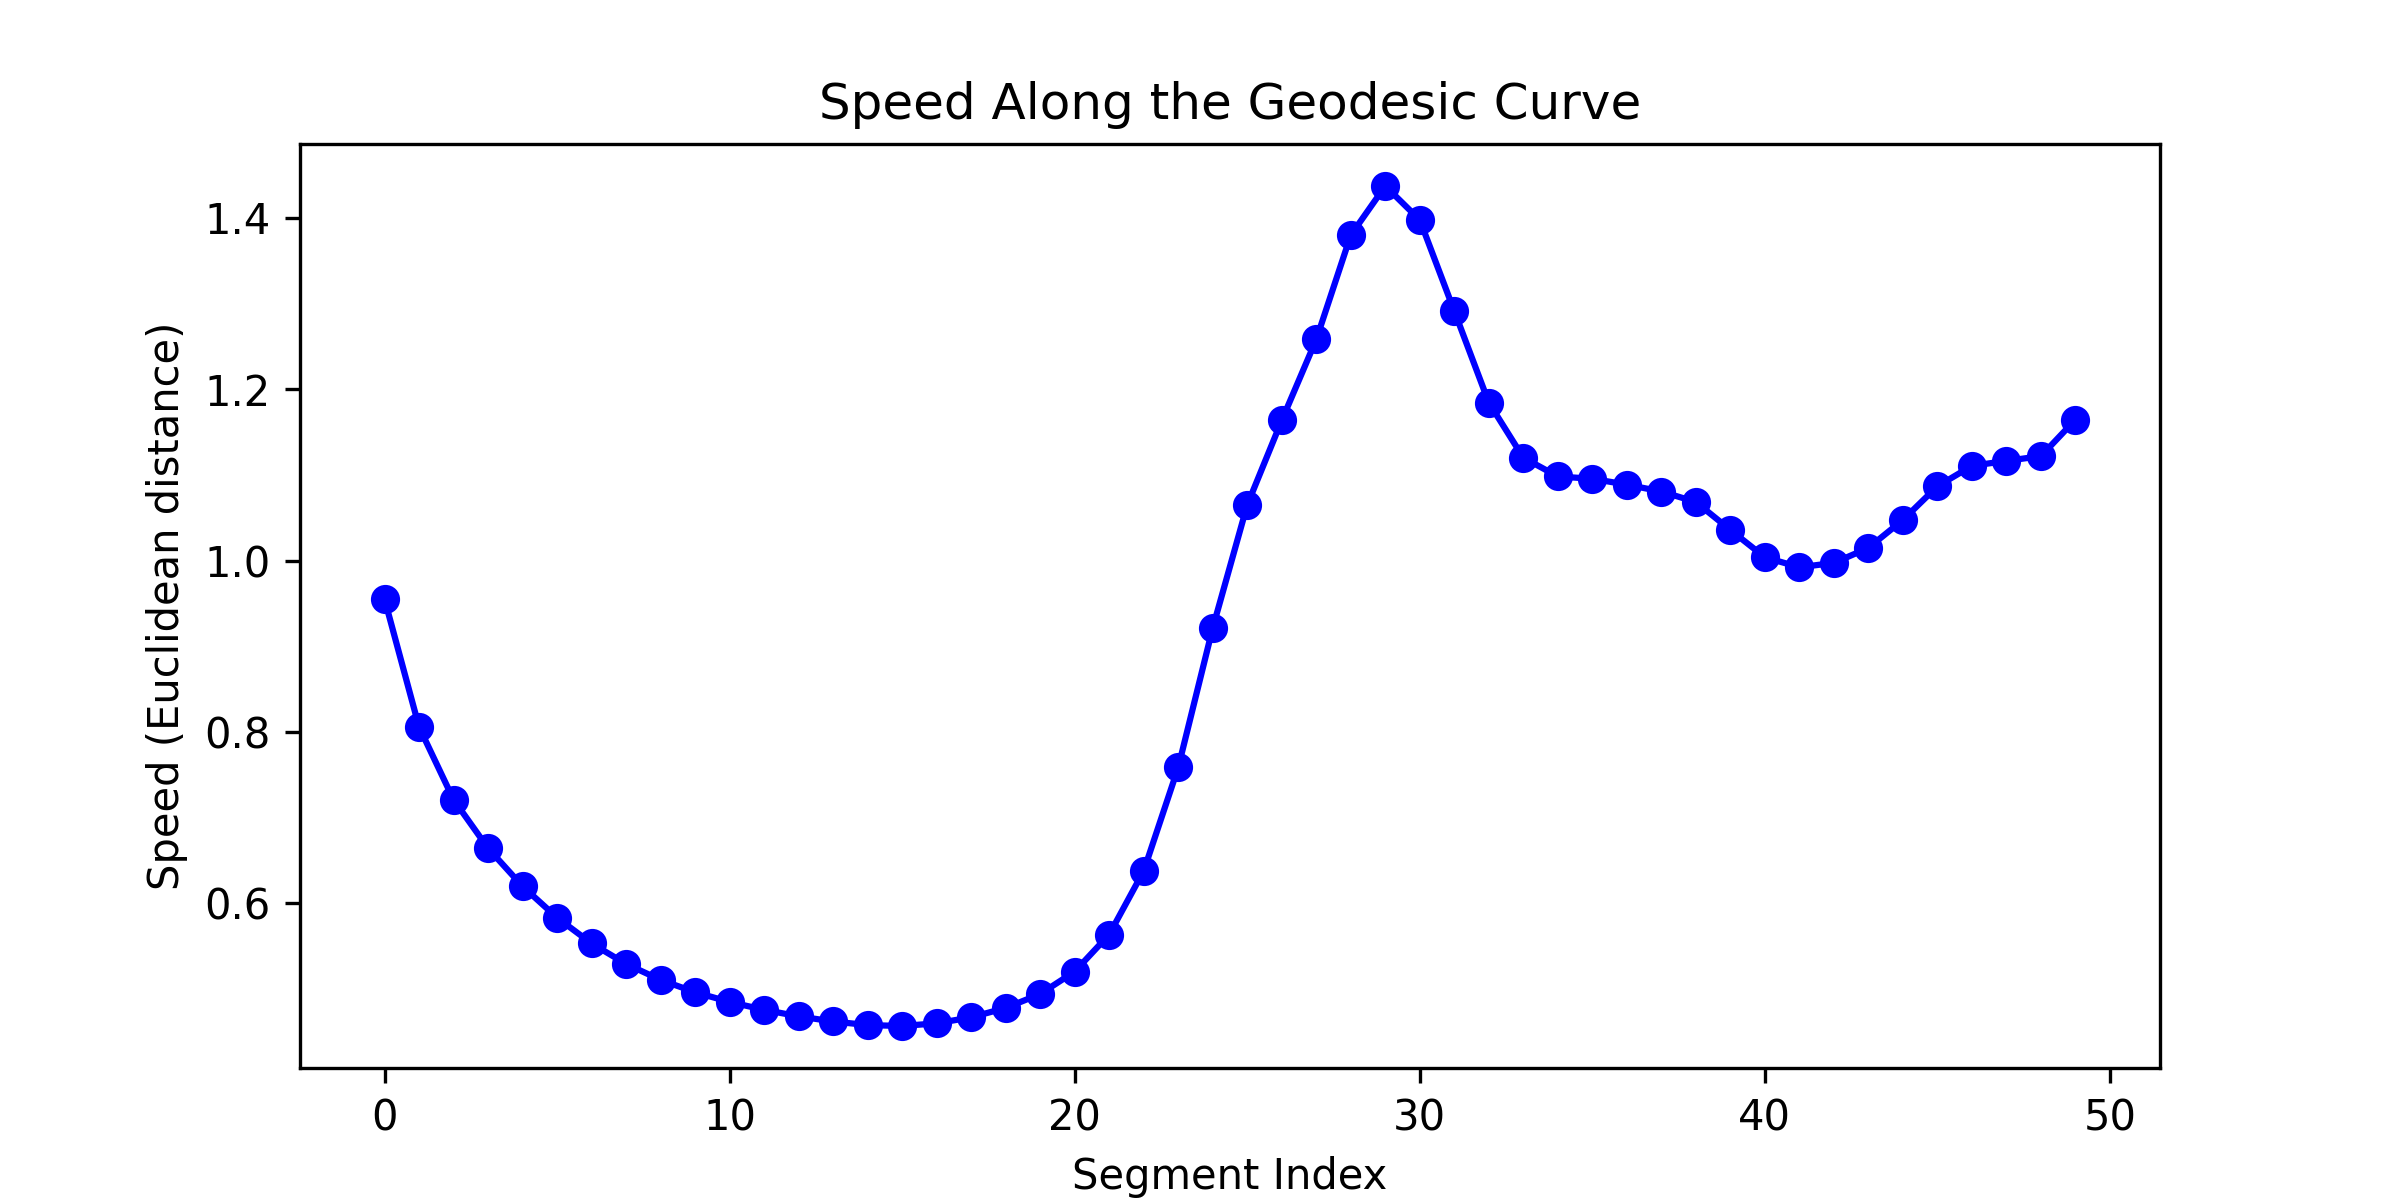 Speed Along the Geodesic Curve
Speed (Euclidean distance)
1.4
1.2
1.0
0.8
0.6
0 10 20 30 40 50
Segment Index